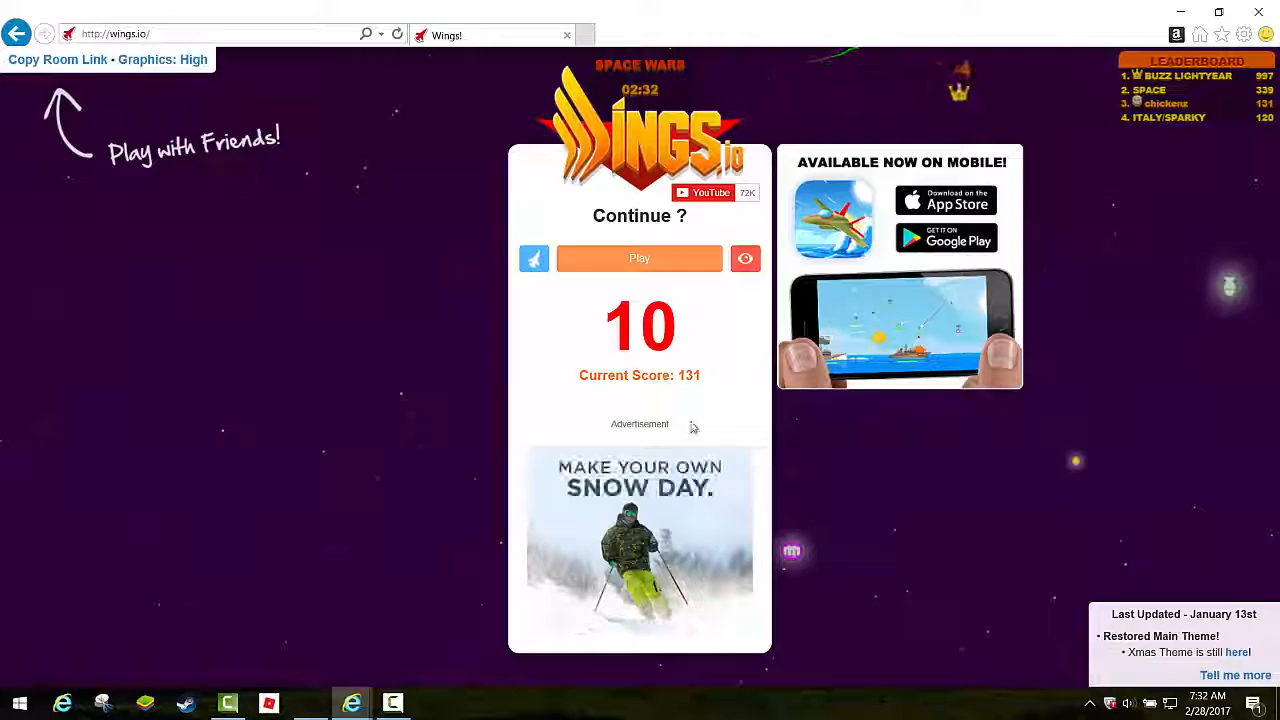 http://wings.io/
Wings!
Copy Room Link • Graphics: High
Play with Friends!
SPACE WARS
02:32
WINGS.io
YouTube 72K
Continue ?
Play
10
Current Score: 131
Advertisement
MAKE YOUR OWN
SNOW DAY.
AVAILABLE NOW ON MOBILE!
Download on the
App Store
GET IT ON
Google Play
LEADERBOARD
1. BUZZ LIGHTYEAR 997
2. SPACE 339
3. chickenz 131
4. ITALY/SPARKY 120
Last Updated - January 13st
• Restored Main Theme!
• Xmas Theme is still here!
Tell me more
7:32 AM
2/28/2017